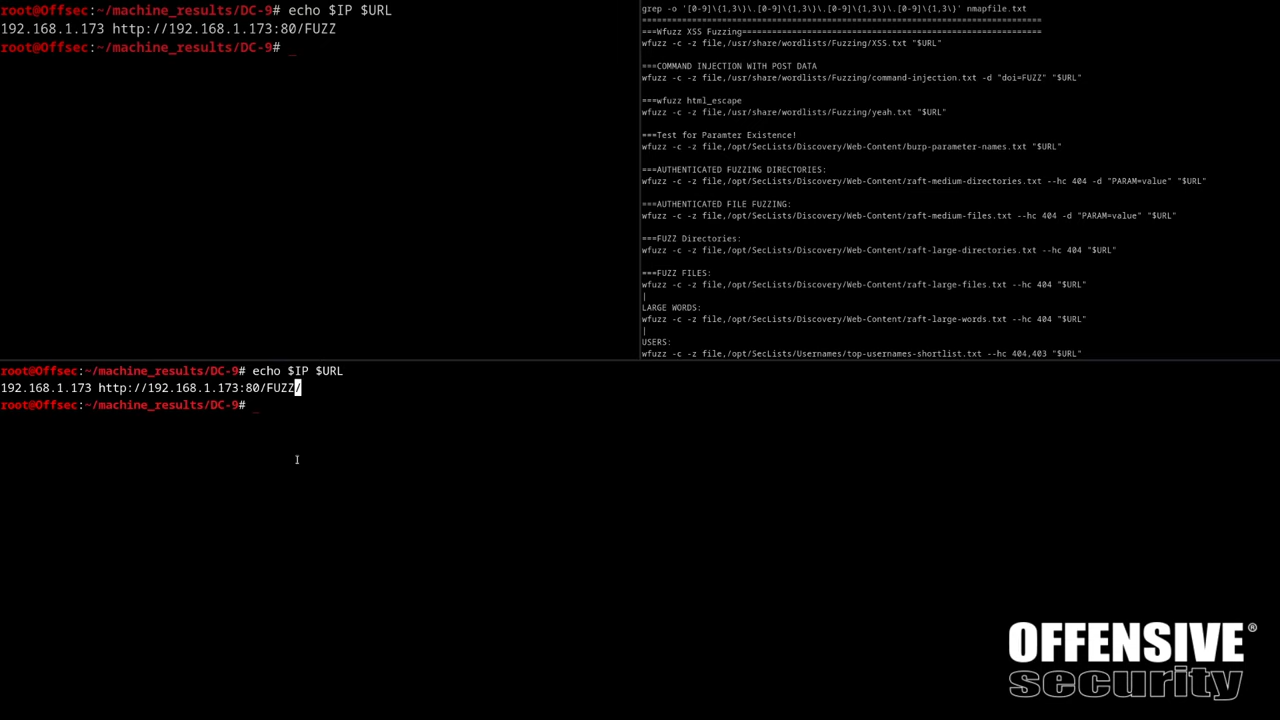 root@Offsec:~/machine_results/DC-9# echo $IP $URL
192.168.1.173 http://192.168.1.173:80/FUZZ
root@Offsec:~/machine_results/DC-9# _
grep -o '[0-9]\{1,3\}\.[0-9]\{1,3\}\.[0-9]\{1,3\}\.[0-9]\{1,3\}' nmapfile.txt
==================================================================================
===Wfuzz XSS Fuzzing============================================================
wfuzz -c -z file,/usr/share/wordlists/Fuzzing/XSS.txt "$URL"
===COMMAND INJECTION WITH POST DATA
wfuzz -c -z file,/usr/share/wordlists/Fuzzing/command-injection.txt -d "doi=FUZZ" "$URL"
===wfuzz html_escape
wfuzz -c -z file,/usr/share/wordlists/Fuzzing/yeah.txt "$URL"
===Test for Paramter Existence!
wfuzz -c -z file,/opt/SecLists/Discovery/Web-Content/burp-parameter-names.txt "$URL"
===AUTHENTICATED FUZZING DIRECTORIES:
wfuzz -c -z file,/opt/SecLists/Discovery/Web-Content/raft-medium-directories.txt --hc 404 -d "PARAM=value" "$URL"
===AUTHENTICATED FILE FUZZING:
wfuzz -c -z file,/opt/SecLists/Discovery/Web-Content/raft-medium-files.txt --hc 404 -d "PARAM=value" "$URL"
===FUZZ Directories:
wfuzz -c -z file,/opt/SecLists/Discovery/Web-Content/raft-large-directories.txt --hc 404 "$URL"
===FUZZ FILES:
wfuzz -c -z file,/opt/SecLists/Discovery/Web-Content/raft-large-files.txt --hc 404 "$URL"
|
LARGE WORDS:
wfuzz -c -z file,/opt/SecLists/Discovery/Web-Content/raft-large-words.txt --hc 404 "$URL"
|
USERS:
wfuzz -c -z file,/opt/SecLists/Usernames/top-usernames-shortlist.txt --hc 404,403 "$URL"
root@Offsec:~/machine_results/DC-9# echo $IP $URL
192.168.1.173 http://192.168.1.173:80/FUZZ/
root@Offsec:~/machine_results/DC-9# _
OFFENSIVE®
security